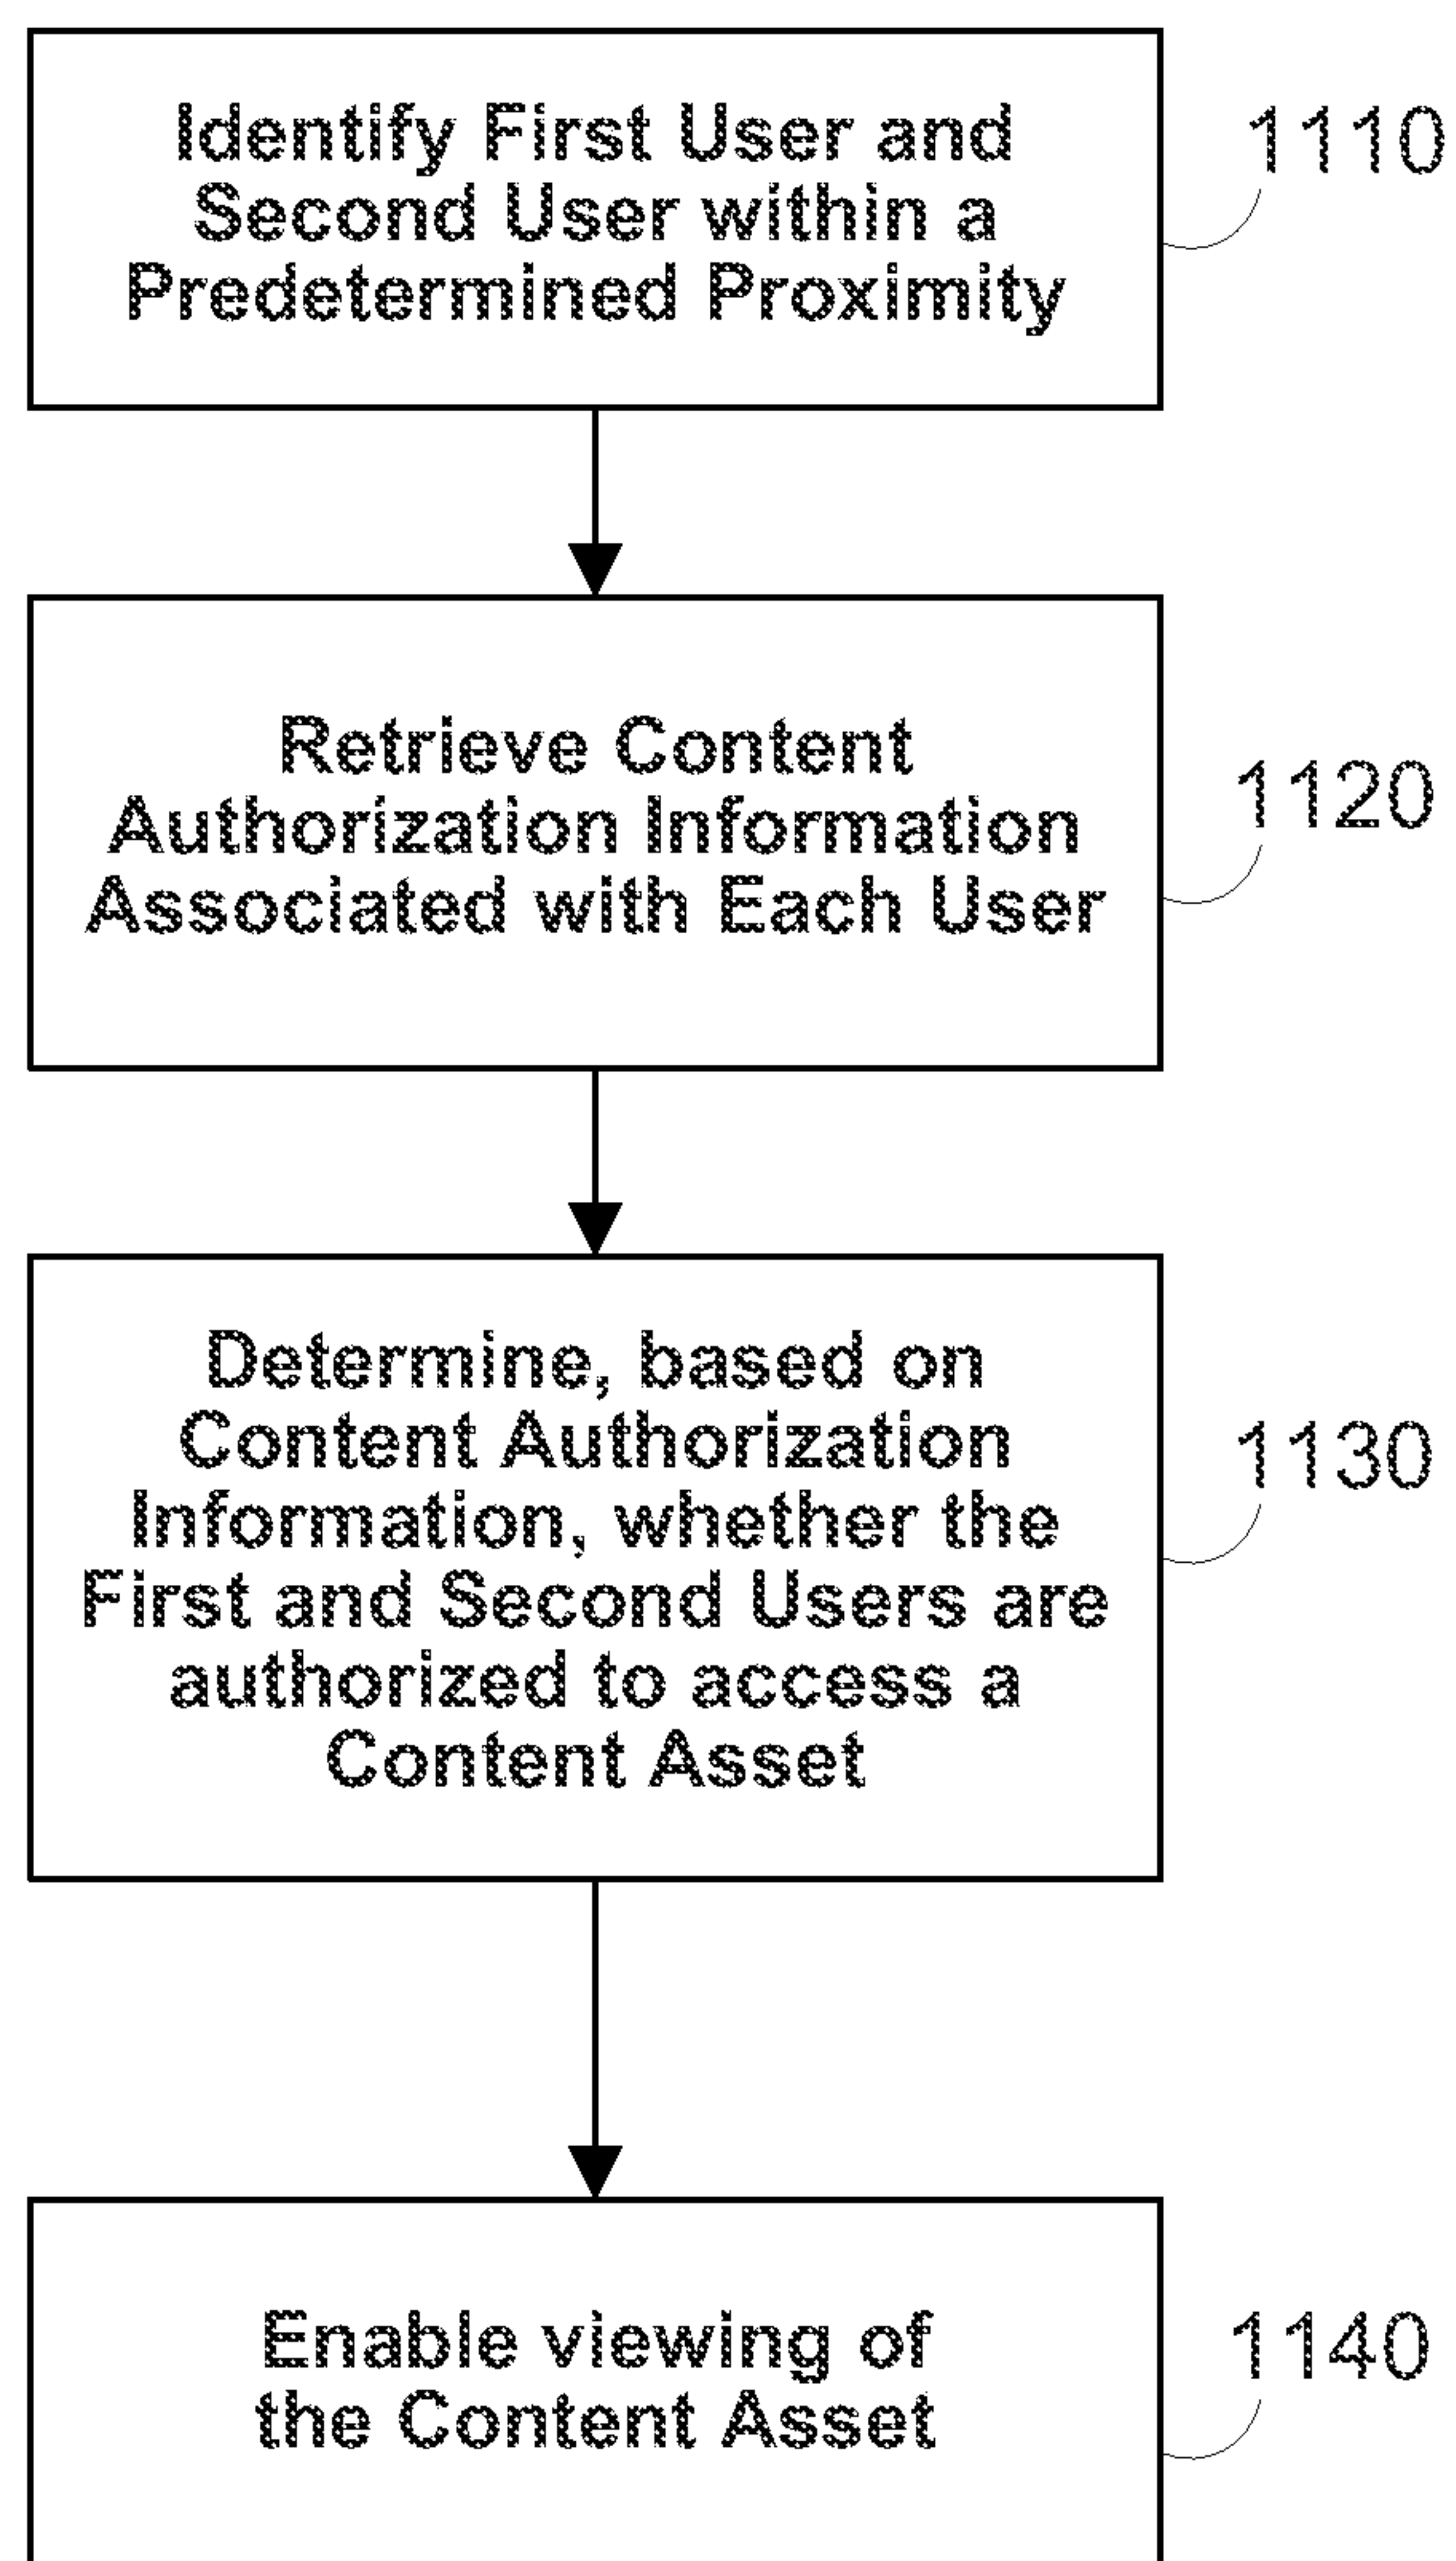 Identify First User and
Second User within a
Predetermined Proximity
1110
Retrieve Content
Authorization Information
Associated with Each User
1120
Determine, based on
Content Authorization
Information, whether the
First and Second Users are
authorized to access a
Content Asset
1130
Enable viewing of
the Content Asset
1140